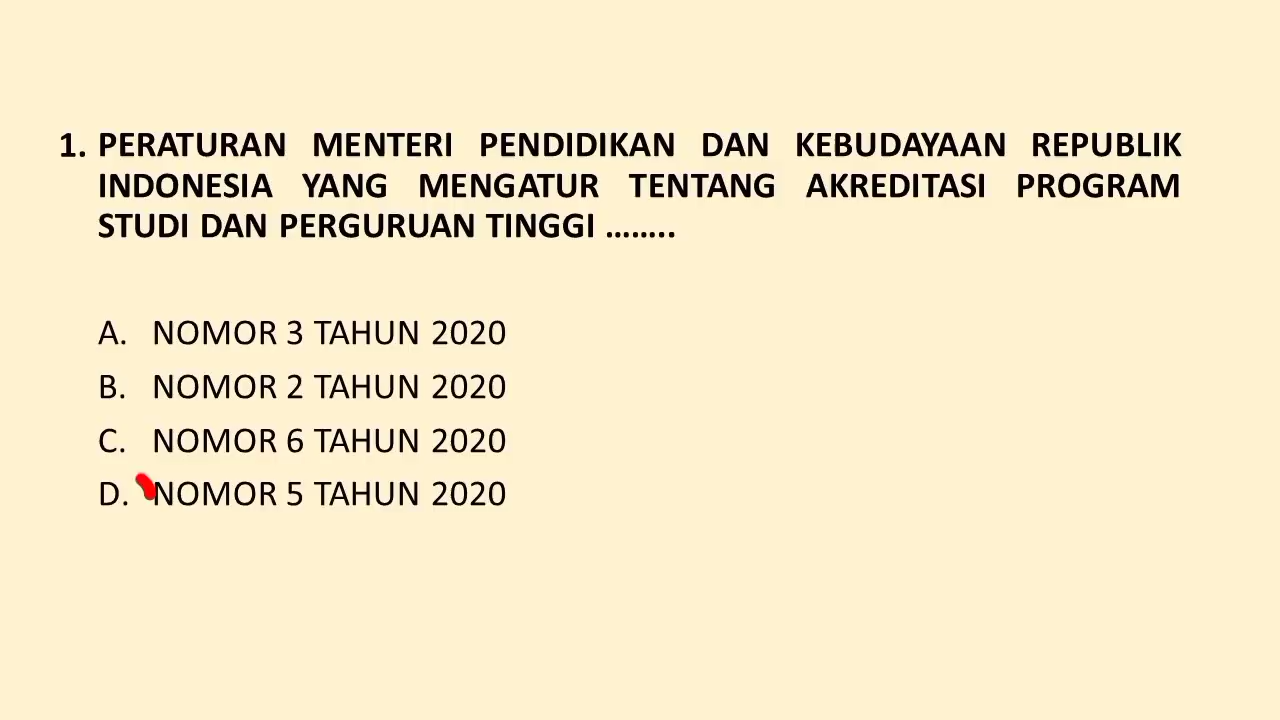 1. PERATURAN MENTERI PENDIDIKAN DAN KEBUDAYAAN REPUBLIK
INDONESIA YANG MENGATUR TENTANG AKREDITASI PROGRAM
STUDI DAN PERGURUAN TINGGI ........
A. NOMOR 3 TAHUN 2020
B. NOMOR 2 TAHUN 2020
C. NOMOR 6 TAHUN 2020
D. NOMOR 5 TAHUN 2020